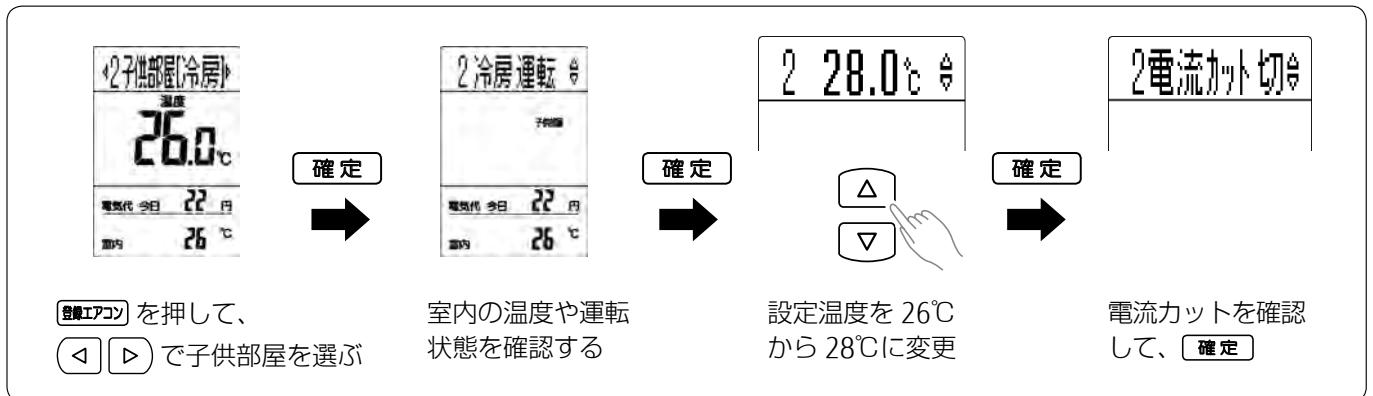 2子供部屋[冷房]
温度
26.0℃
電気代 今日 22 円
室内 26 ℃
登録エアコン を押して、
で子供部屋を選ぶ
確定
2 冷房運転
子供部屋
電気代 今日 22 円
室内 26 ℃
室内の温度や運転
状態を確認する
確定
2 28.0℃
設定温度を 26℃
から 28℃に変更
確定
2電流カット 切
電流カットを確認
して、 確定